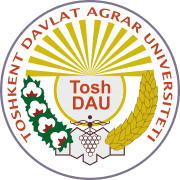 TOSHKENT DAVLAT AGRAR UNIVERSITETI
Tosh
DAU